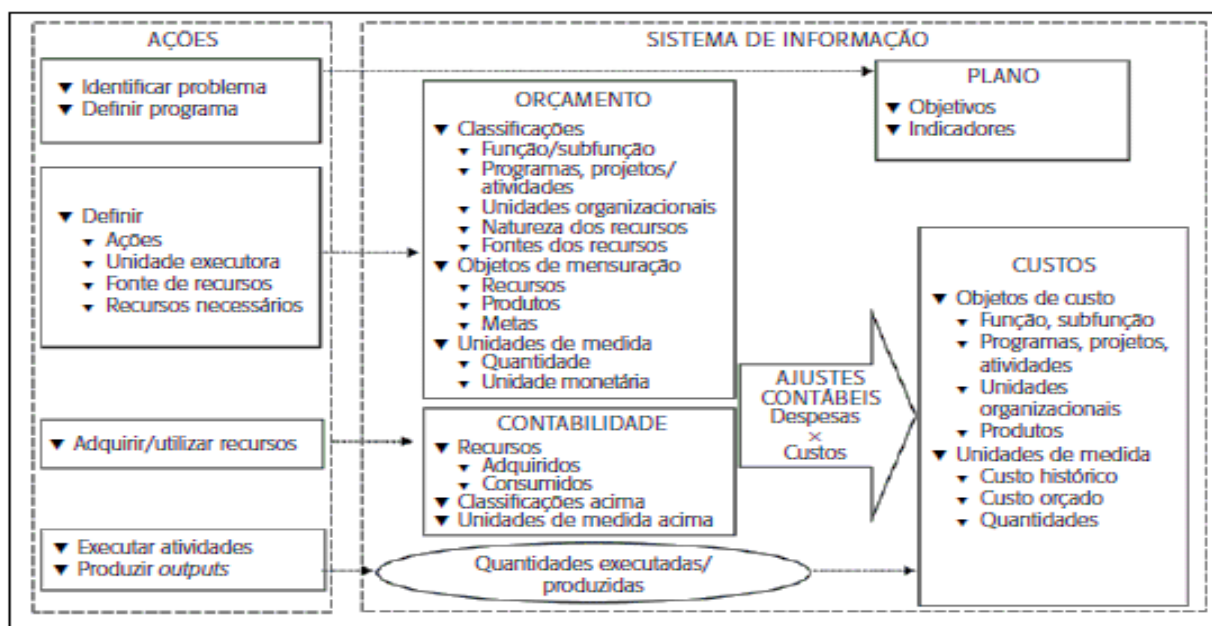 AÇÕES
▼ Identificar problema
▼ Definir programa
▼ Definir
▼ Ações
▼ Unidade executora
▼ Fonte de recursos
▼ Recursos necessários
▼ Adquirir/utilizar recursos
▼ Executar atividades
▼ Produzir outputs
SISTEMA DE INFORMAÇÃO
ORÇAMENTO
▼ Classificações
▼ Função/subfunção
▼ Programas, projetos/
atividades
▼ Unidades organizacionais
▼ Natureza dos recursos
▼ Fontes dos recursos
▼ Objetos de mensuração
▼ Recursos
▼ Produtos
▼ Metas
▼ Unidades de medida
▼ Quantidade
▼ Unidade monetária
CONTABILIDADE
▼ Recursos
▼ Adquiridos
▼ Consumidos
▼ Classificações acima
▼ Unidades de medida acima
Quantidades executadas/
produzidas
AJUSTES
CONTÁBEIS
Despesas
×
Custos
PLANO
▼ Objetivos
▼ Indicadores
CUSTOS
▼ Objetos de custo
▼ Função, subfunção
▼ Programas, projetos,
atividades
▼ Unidades
organizacionais
▼ Produtos
▼ Unidades de medida
▼ Custo histórico
▼ Custo orçado
▼ Quantidades